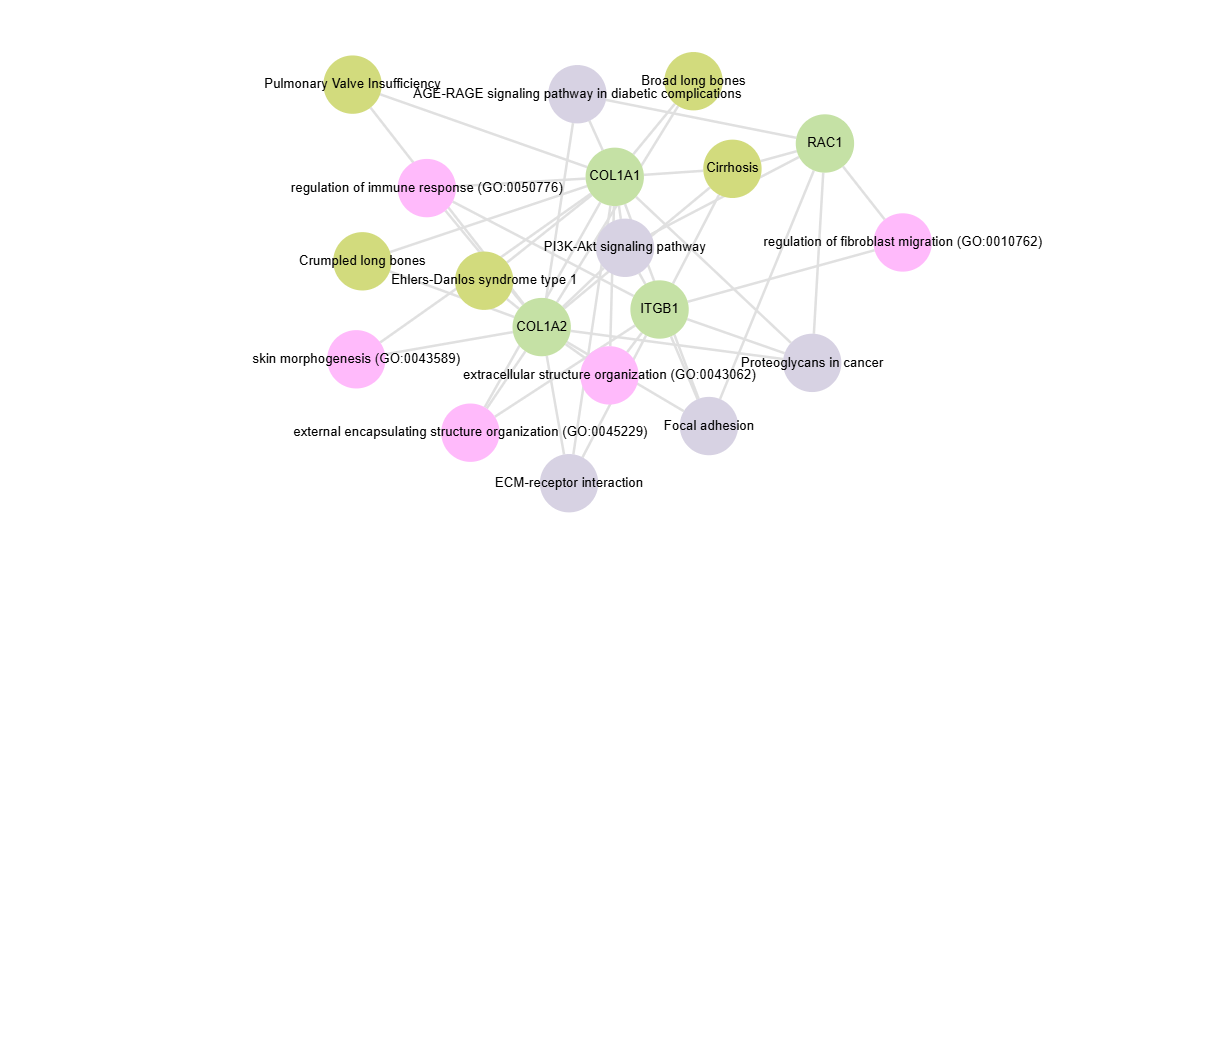 Broad long bones
Pulmonary Valve Insufficiency
AGE-RAGE signaling pathway in diabetic complications
RAC1
Cirrhosis
COL1A1
regulation of immune response (GO:0050776)
regulation of fibroblast migration (GO:0010762)
PI3K-Akt signaling pathway
Crumpled long bones
Ehlers-Danlos syndrome type 1
ITGB1
COL1A2
skin morphogenesis (GO:0043589)
Proteoglycans in cancer
extracellular structure organization (GO:0043062)
Focal adhesion
external encapsulating structure organization (GO:0045229)
ECM-receptor interaction